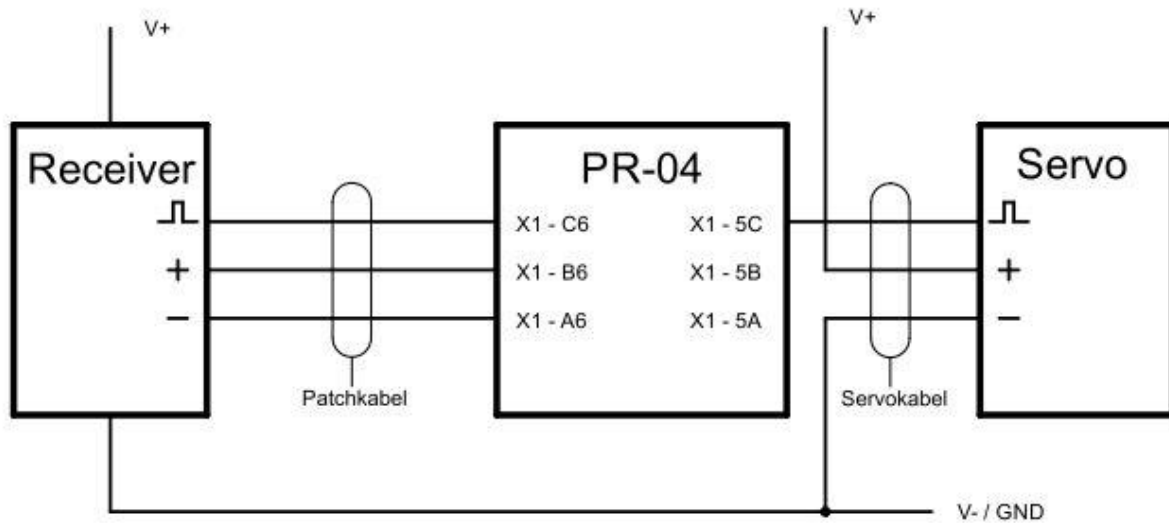 V+
V+
Receiver
PR-04
Servo
X1 - C6
X1 - 5C
+
X1 - B6
X1 - 5B
+
−
X1 - A6
X1 - 5A
−
Patchkabel
Servokabel
V- / GND